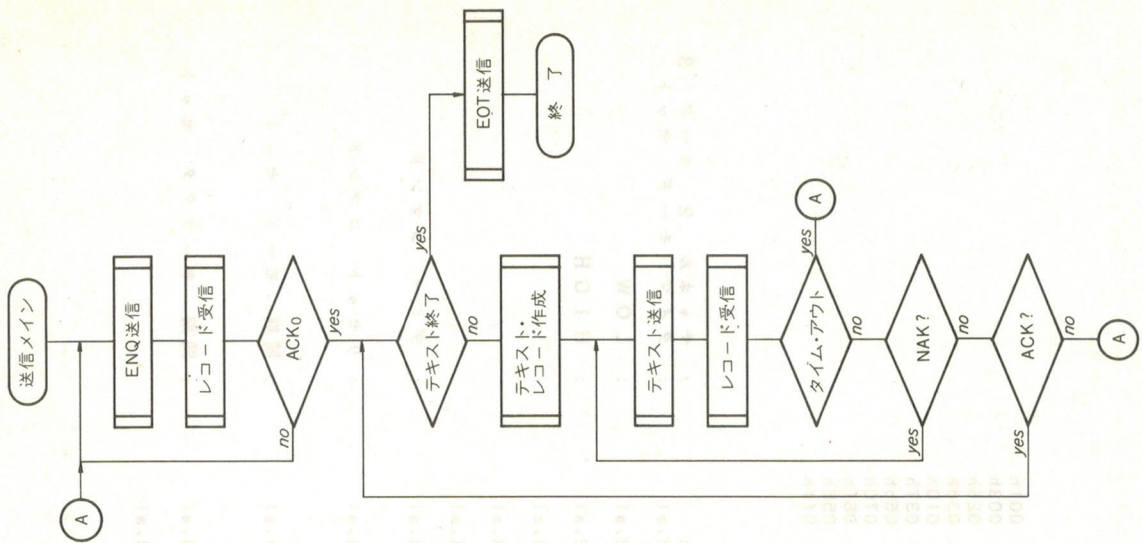 送信メイン
A
ENQ送信
レコード受信
ACK₀
no
yes
テキスト終了
yes
no
EOT送信
終 了
テキスト・
レコード作成
テキスト送信
レコード受信
タイム・アウト
yes
A
no
NAK?
yes
no
ACK?
yes
no
A